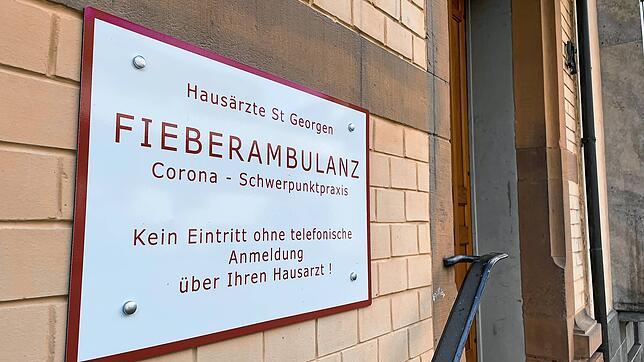 Hausärzte St Georgen
FIEBERAMBULANZ
Corona - Schwerpunktpraxis
Kein Eintritt ohne telefonische
Anmeldung
über Ihren Hausarzt !